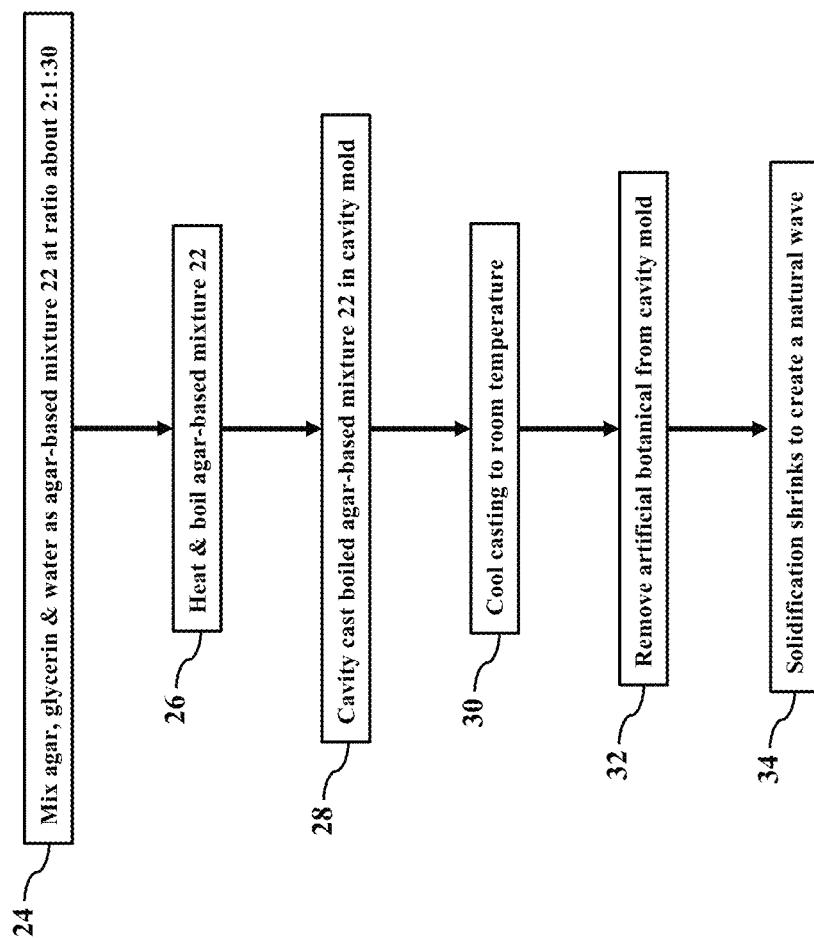 24
Mix agar, glycerin & water as agar-based mixture 22 at ratio about 2:1:30
26
Heat & boil agar-based mixture 22
28
Cavity cast boiled agar-based mixture 22 in cavity mold
30
Cool casting to room temperature
32
Remove artificial botanical from cavity mold
34
Solidification shrinks to create a natural wave